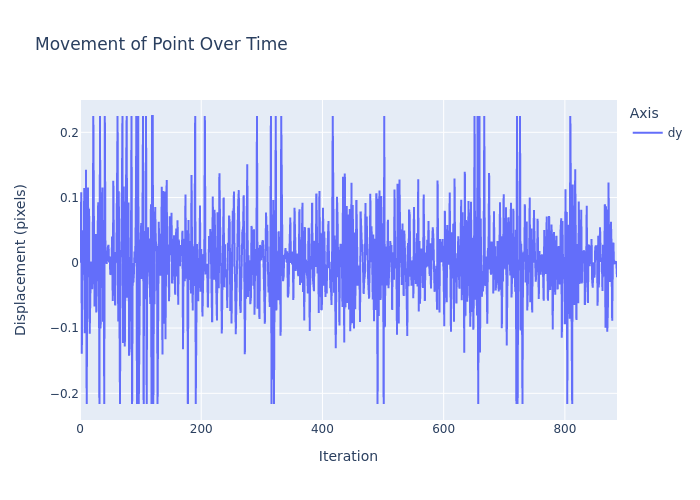 Movement of Point Over Time
Axis
dy
0.2
0.1
0
−0.1
−0.2
Displacement (pixels)
0 200 400 600 800
Iteration